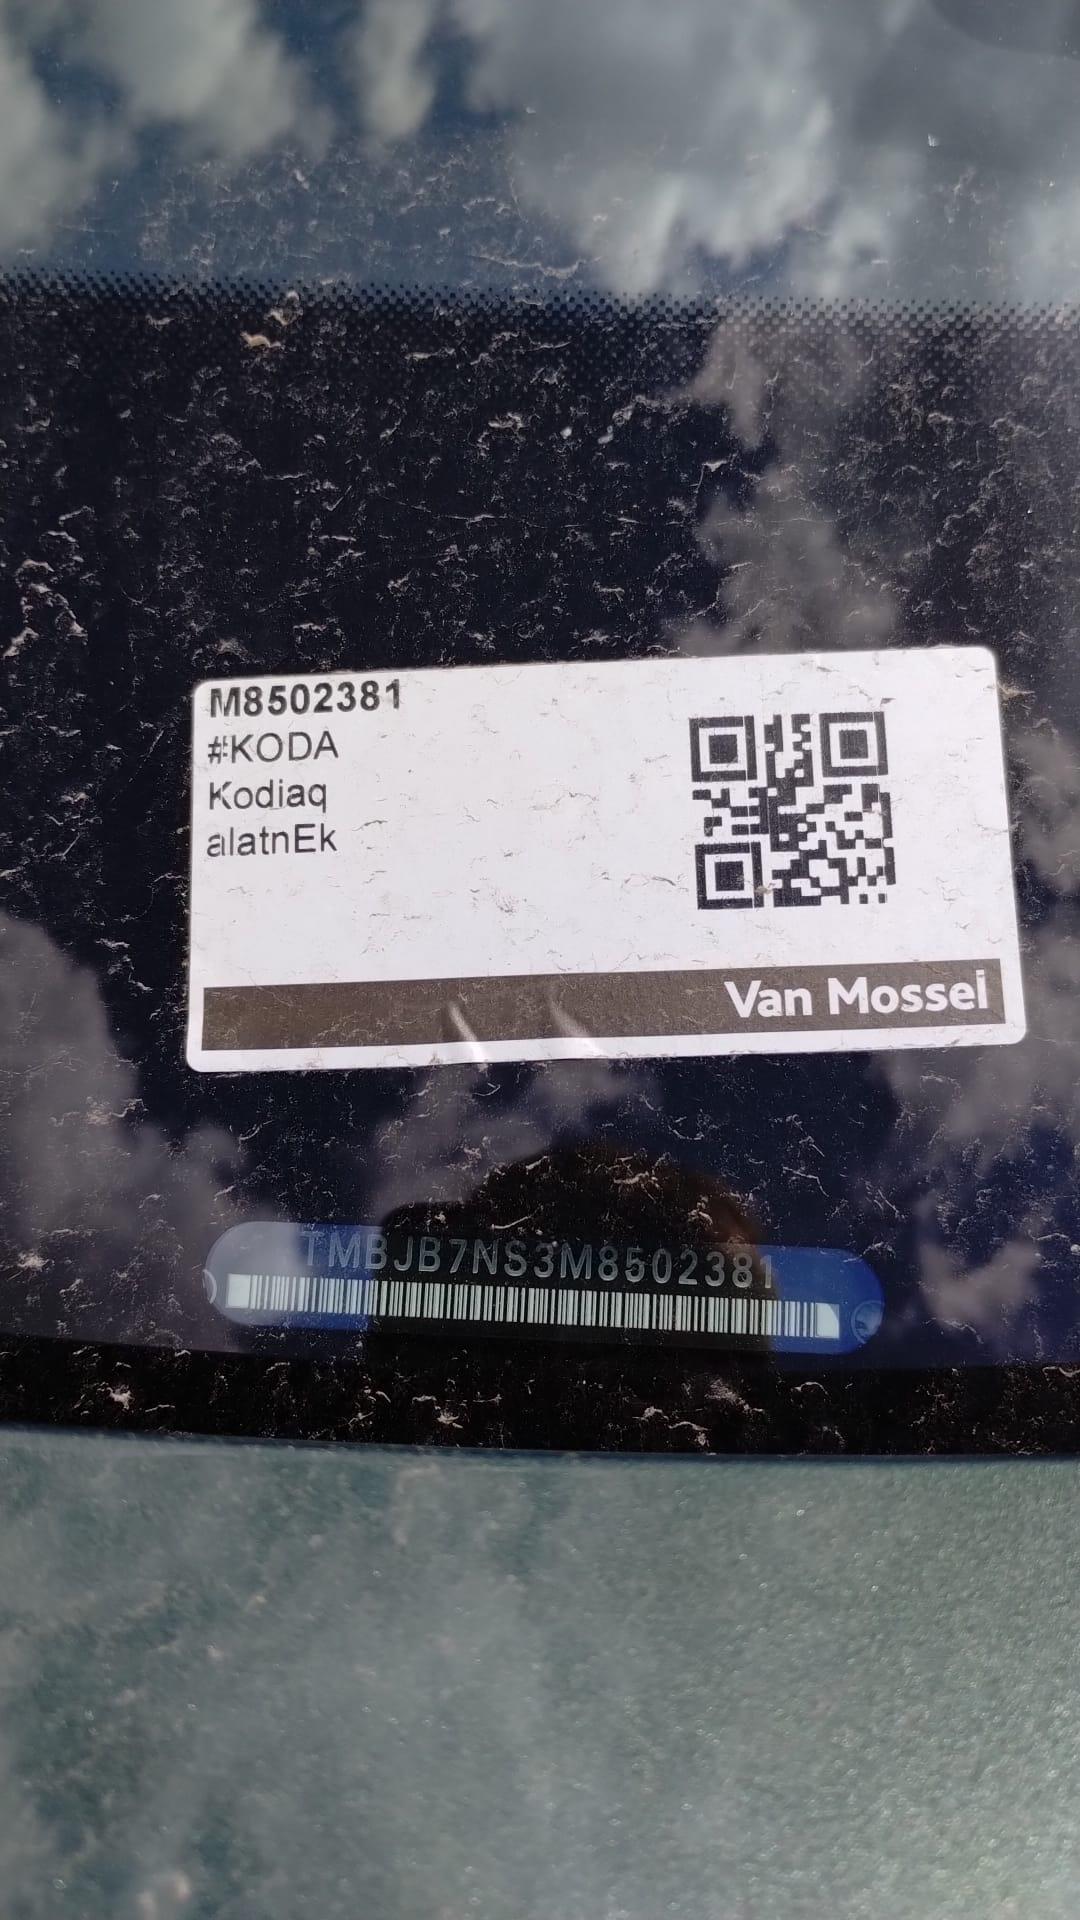 M8502381
#KODA
Kodiaq
alatnEk
Van Mossel
TMBJB7NS3M8502381